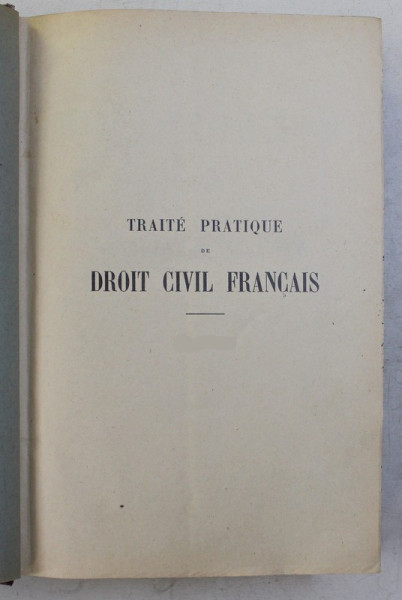 TRAITÉ PRATIQUE
DE
DROIT CIVIL FRANÇAIS